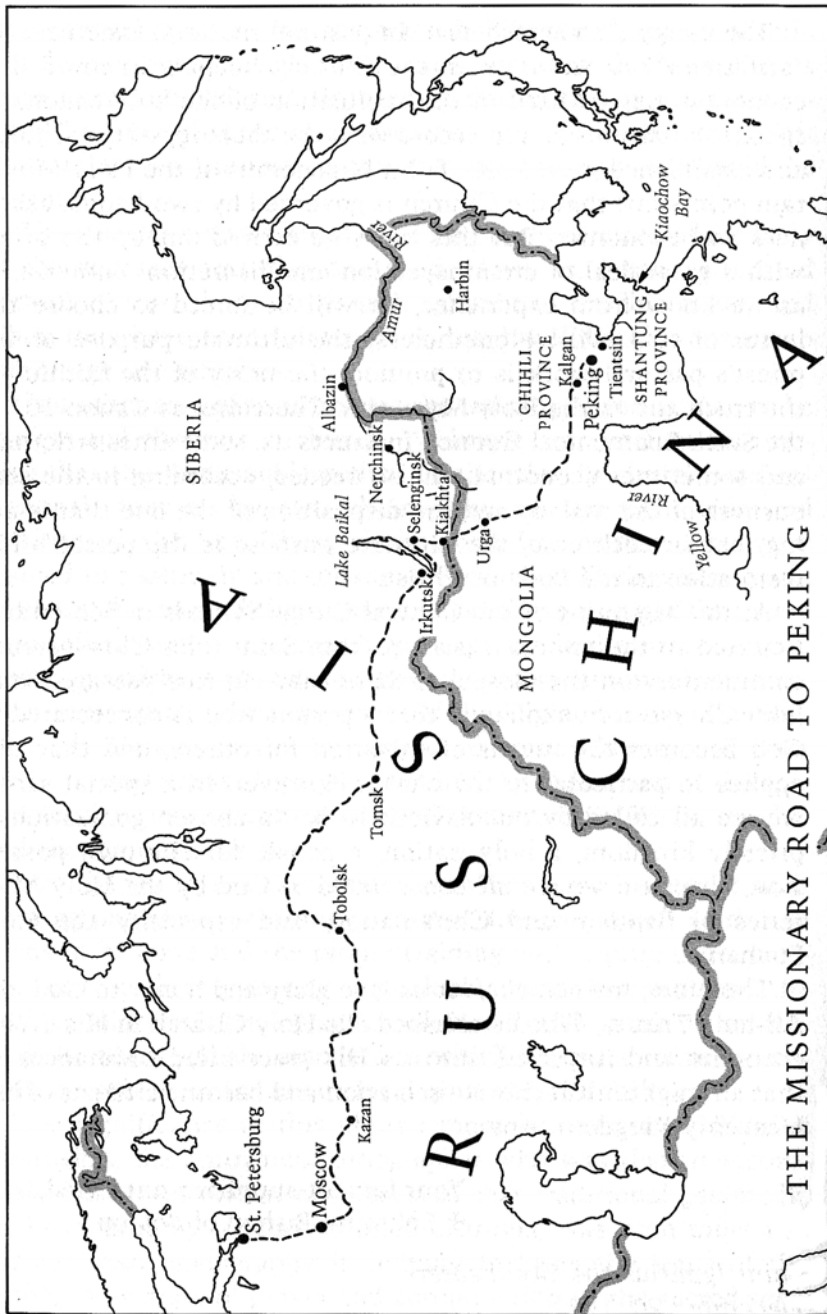 THE MISSIONARY ROAD TO PEKING
RUSSIA
SIBERIA
CHINA
MONGOLIA
St. Petersburg
Moscow
Kazan
Tobolsk
Tomsk
Irkutsk
Lake Baikal
Selenginsk
Kiakhta
Nerchinsk
Albazin
Amur
River
Urga
Harbin
CHIHLI
PROVINCE
Kalgan
Peking
Tientsin
SHANTUNG
PROVINCE
Kiaochow
Bay
Yellow
River